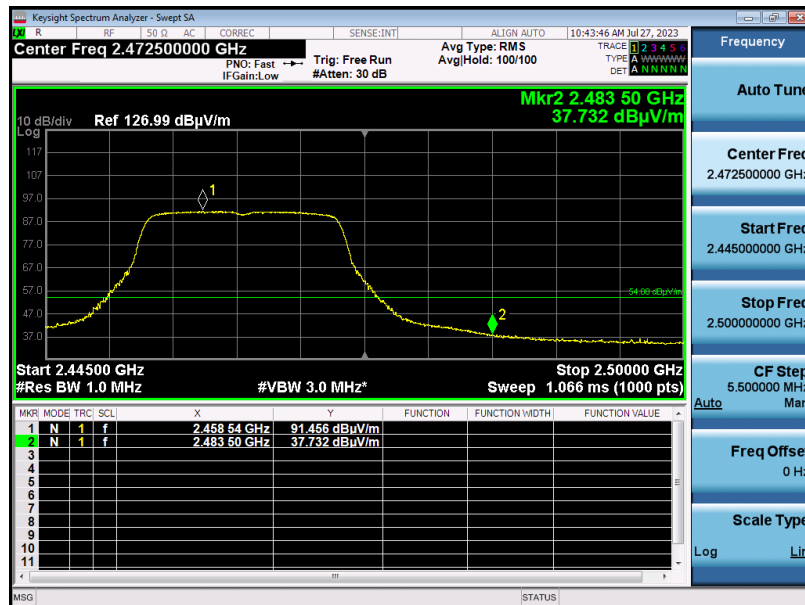 Keysight Spectrum Analyzer - Swept SA
LXI R RF 50 Ω AC CORREC SENSE:INT ALIGN AUTO 10:43:46 AM Jul 27, 2023
Center Freq 2.472500000 GHz
PNO: Fast
IFGain:Low
Trig: Free Run
#Atten: 30 dB
Avg Type: RMS
Avg|Hold: 100/100
TRACE 1 2 3 4 5 6
TYPE A WWWWW
DET A N N N N N
Mkr2 2.483 50 GHz
37.732 dBµV/m
10 dB/div Ref 126.99 dBµV/m
Log
117
107
97.0
87.0
77.0
67.0
57.0
47.0
37.0
1
2
54.00 dBµV/m
Start 2.44500 GHz Stop 2.50000 GHz
#Res BW 1.0 MHz #VBW 3.0 MHz* Sweep 1.066 ms (1000 pts)
MKR MODE TRC SCL X Y FUNCTION FUNCTION WIDTH FUNCTION VALUE
1 N 1 f 2.458 54 GHz 91.456 dBµV/m
2 N 1 f 2.483 50 GHz 37.732 dBµV/m
3
4
5
6
7
8
9
10
11
MSG STATUS
Frequency
Auto Tune
Center Freq
2.472500000 GHz
Start Freq
2.445000000 GHz
Stop Freq
2.500000000 GHz
CF Step
5.500000 MHz
Auto Man
Freq Offset
0 Hz
Scale Type
Log Lin